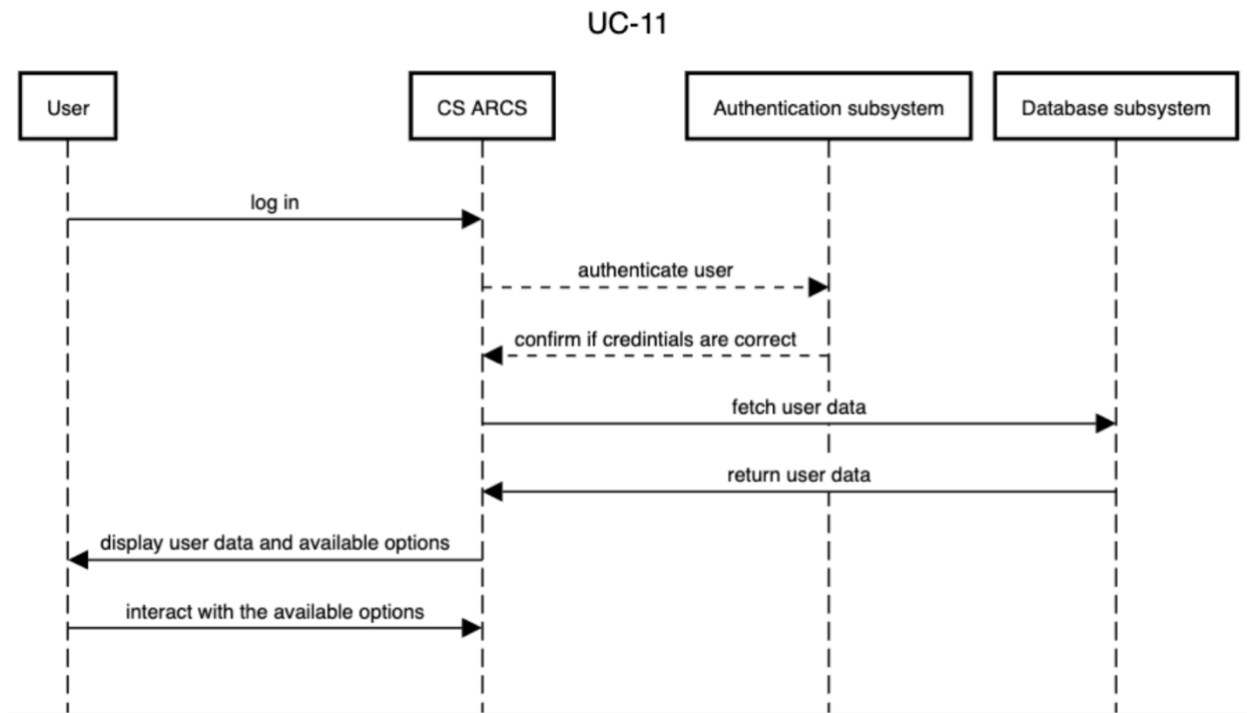 UC-11
User
CS ARCS
Authentication subsystem
Database subsystem
log in
authenticate user
confirm if credintials are correct
fetch user data
return user data
display user data and available options
interact with the available options